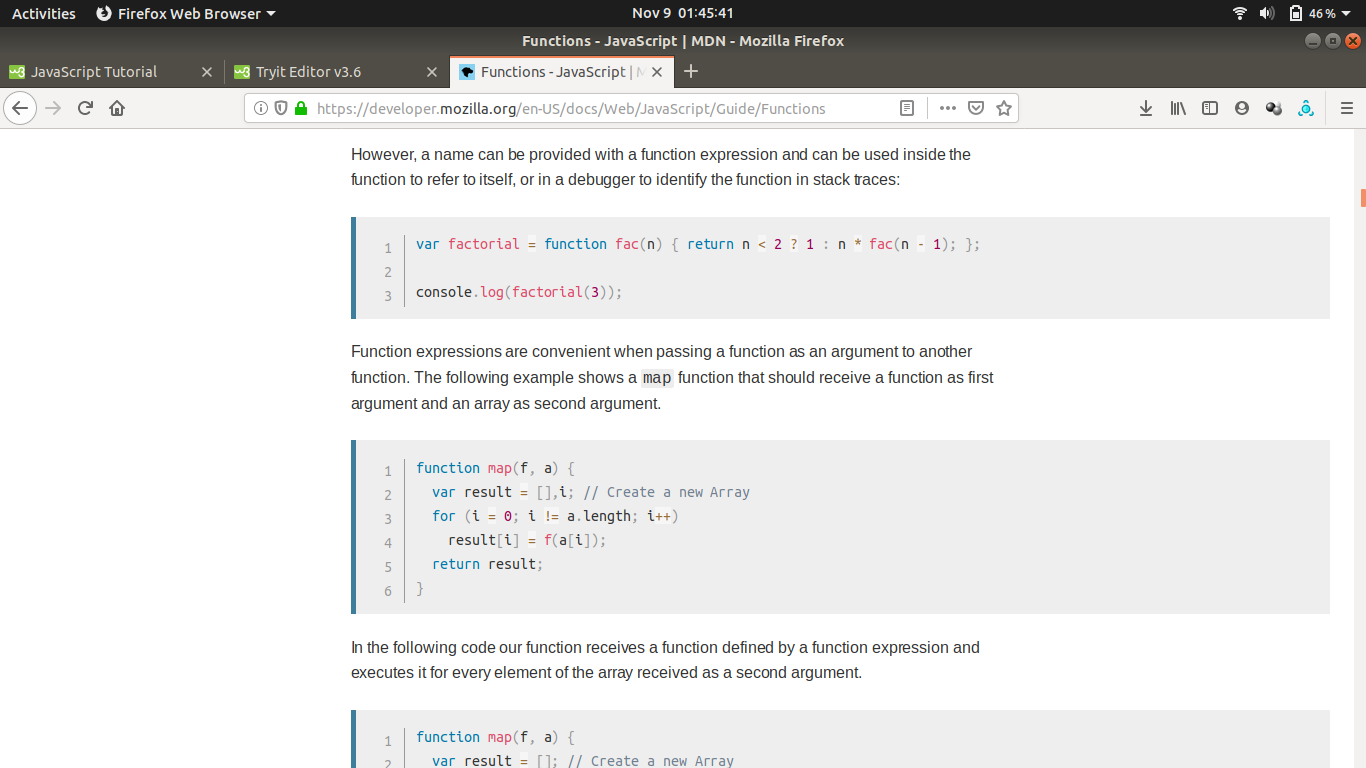 Activities Firefox Web Browser Nov 9 01:45:41 46%
Functions - JavaScript | MDN - Mozilla Firefox
JavaScript Tutorial Tryit Editor v3.6 Functions - JavaScript | M
https://developer.mozilla.org/en-US/docs/Web/JavaScript/Guide/Functions
However, a name can be provided with a function expression and can be used inside the
function to refer to itself, or in a debugger to identify the function in stack traces:
1 var factorial = function fac(n) { return n < 2 ? 1 : n * fac(n - 1); };
2
3 console.log(factorial(3));
Function expressions are convenient when passing a function as an argument to another
function. The following example shows a map function that should receive a function as first
argument and an array as second argument.
1 function map(f, a) {
2   var result = [],i; // Create a new Array
3   for (i = 0; i != a.length; i++)
4     result[i] = f(a[i]);
5   return result;
6 }
In the following code our function receives a function defined by a function expression and
executes it for every element of the array received as a second argument.
1 function map(f, a) {
2   var result = []; // Create a new Array